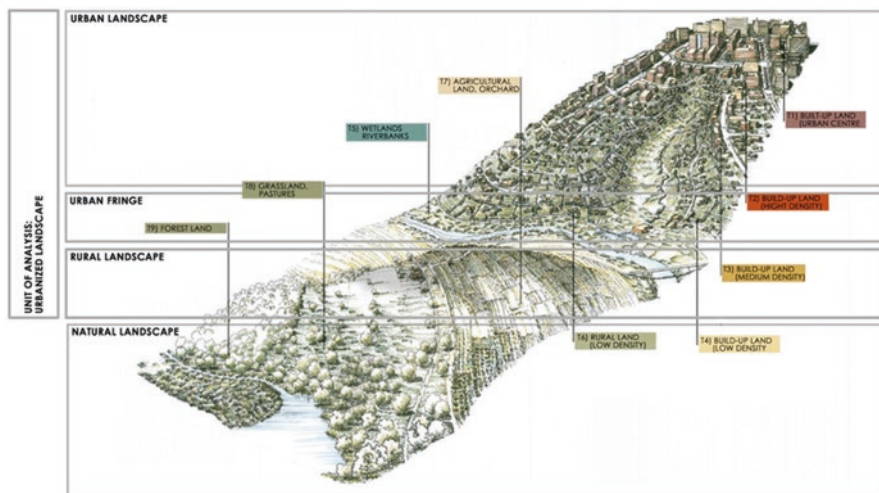 URBAN LANDSCAPE
T7) AGRICULTURAL
LAND, ORCHARD
T1) BUILT-UP LAND
(URBAN CENTRE
T5) WETLANDS
RIVERBANKS
T8) GRASSLAND,
PASTURES
URBAN FRINGE
T2) BUILD-UP LAND
(HIGHT DENSITY)
T9) FOREST LAND
UNIT OF ANALYSIS:
URBANIZED LANDSCAPE
RURAL LANDSCAPE
T3) BUILD-UP LAND
(MEDIUM DENSITY)
NATURAL LANDSCAPE
T6) RURAL LAND
(LOW DENSITY)
T4) BUILD-UP LAND
(LOW DENSITY